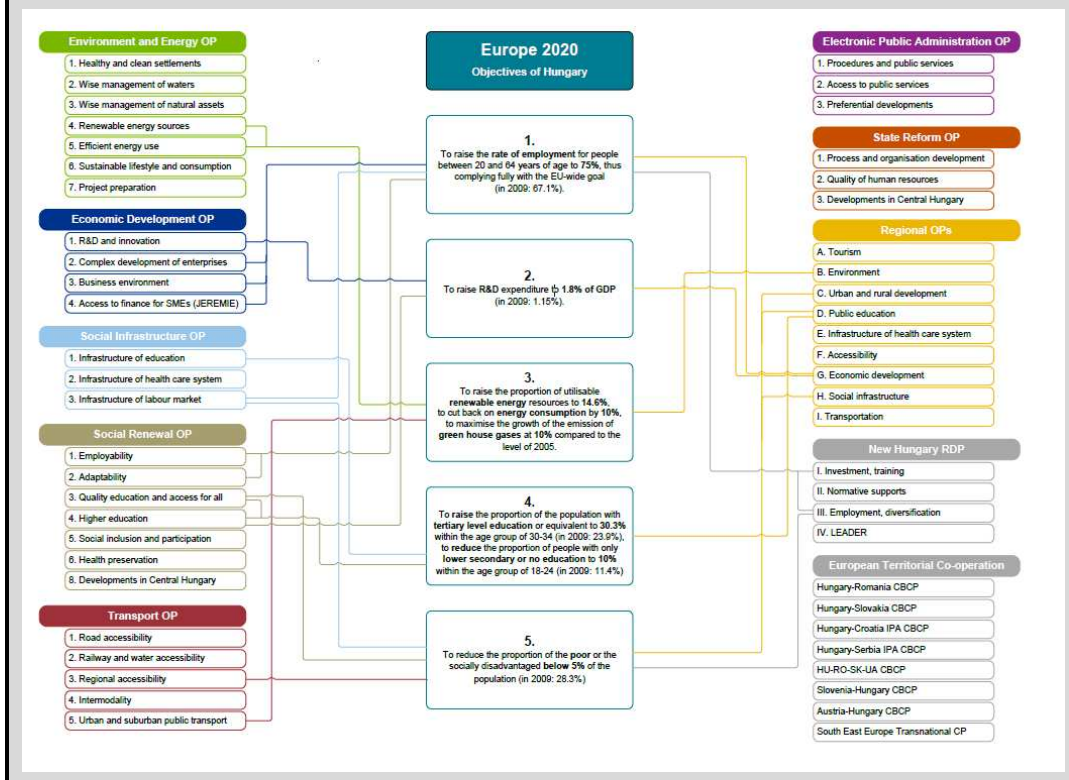 Environment and Energy OP
1. Healthy and clean settlements
2. Wise management of waters
3. Wise management of natural assets
4. Renewable energy sources
5. Efficient energy use
6. Sustainable lifestyle and consumption
7. Project preparation
Economic Development OP
1. R&D and innovation
2. Complex development of enterprises
3. Business environment
4. Access to finance for SMEs (JEREMIE)
Social Infrastructure OP
1. Infrastructure of education
2. Infrastructure of health care system
3. Infrastructure of labour market
Social Renewal OP
1. Employability
2. Adaptability
3. Quality education and access for all
4. Higher education
5. Social inclusion and participation
6. Health preservation
8. Developments in Central Hungary
Transport OP
1. Road accessibility
2. Railway and water accessibility
3. Regional accessibility
4. Intermodality
5. Urban and suburban public transport
Europe 2020
Objectives of Hungary
1.
To raise the rate of employment for people
between 20 and 64 years of age to 75%, thus
complying fully with the EU-wide goal
(in 2009: 67.1%).
2.
To raise R&D expenditure to 1.8% of GDP
(in 2009: 1.15%).
3.
To raise the proportion of utilisable
renewable energy resources to 14.6%,
to cut back on energy consumption by 10%,
to maximise the growth of the emission of
green house gases at 10% compared to the
level of 2005.
4.
To raise the proportion of the population with
tertiary level education or equivalent to 30.3%
within the age group of 30-34 (in 2009: 23.9%),
to reduce the proportion of people with only
lower secondary or no education to 10%
within the age group of 18-24 (in 2009: 11.4%)
5.
To reduce the proportion of the poor or the
socially disadvantaged below 5% of the
population (in 2009: 28.3%)
Electronic Public Administration OP
1. Procedures and public services
2. Access to public services
3. Preferential developments
State Reform OP
1. Process and organisation development
2. Quality of human resources
3. Developments in Central Hungary
Regional OPs
A. Tourism
B. Environment
C. Urban and rural development
D. Public education
E. Infrastructure of health care system
F. Accessibility
G. Economic development
H. Social infrastructure
I. Transportation
New Hungary RDP
I. Investment, training
II. Normative supports
III. Employment, diversification
IV. LEADER
European Territorial Co-operation
Hungary-Romania CBCP
Hungary-Slovakia CBCP
Hungary-Croatia IPA CBCP
Hungary-Serbia IPA CBCP
HU-RO-SK-UA CBCP
Slovenia-Hungary CBCP
Austria-Hungary CBCP
South East Europe Transnational CP